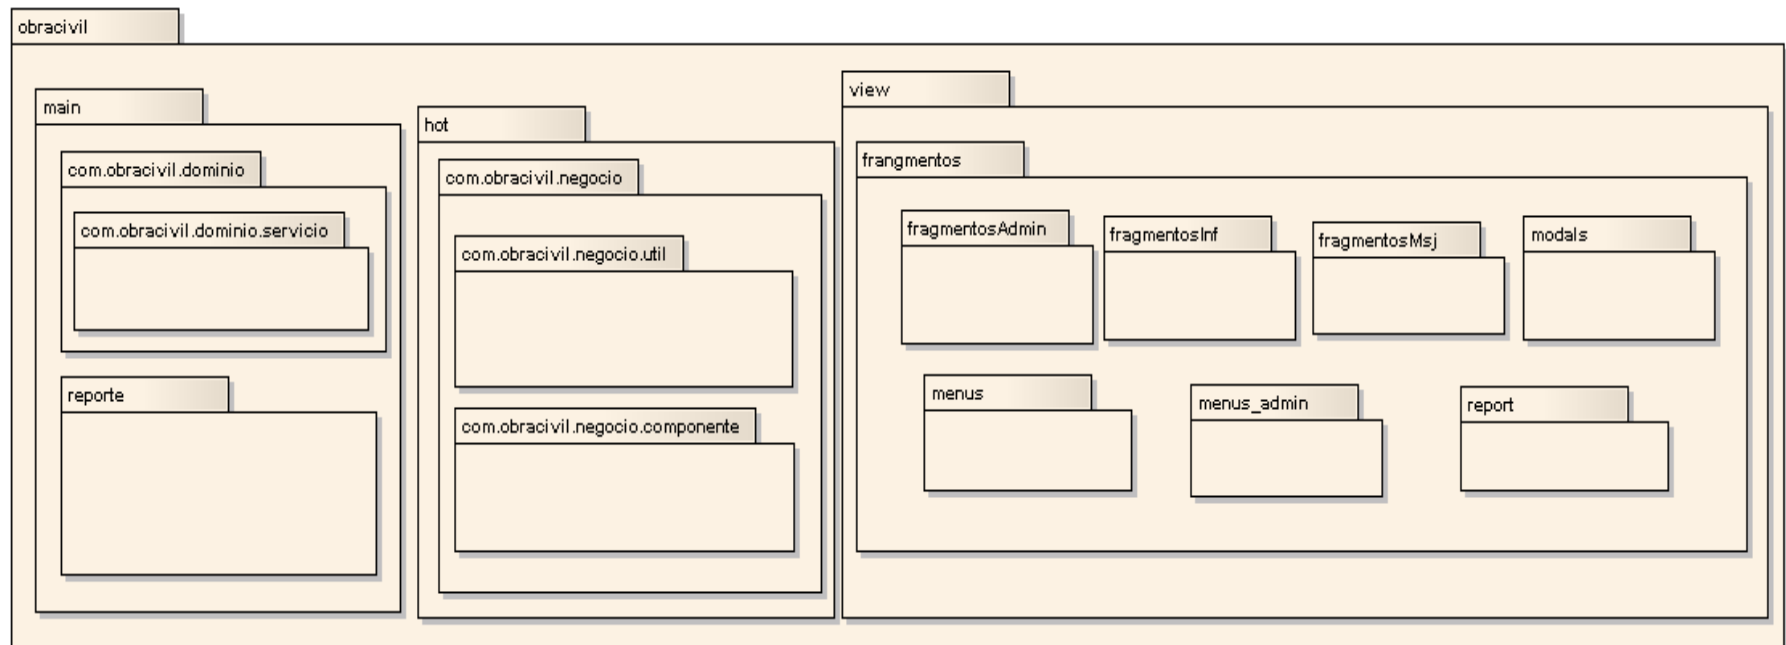 obracivil
main
com.obracivil.dominio
com.obracivil.dominio.servicio
reporte
hot
com.obracivil.negocio
com.obracivil.negocio.util
com.obracivil.negocio.componente
view
frangmentos
fragmentosAdmin
fragmentosInf
fragmentosMsj
modals
menus
menus_admin
report